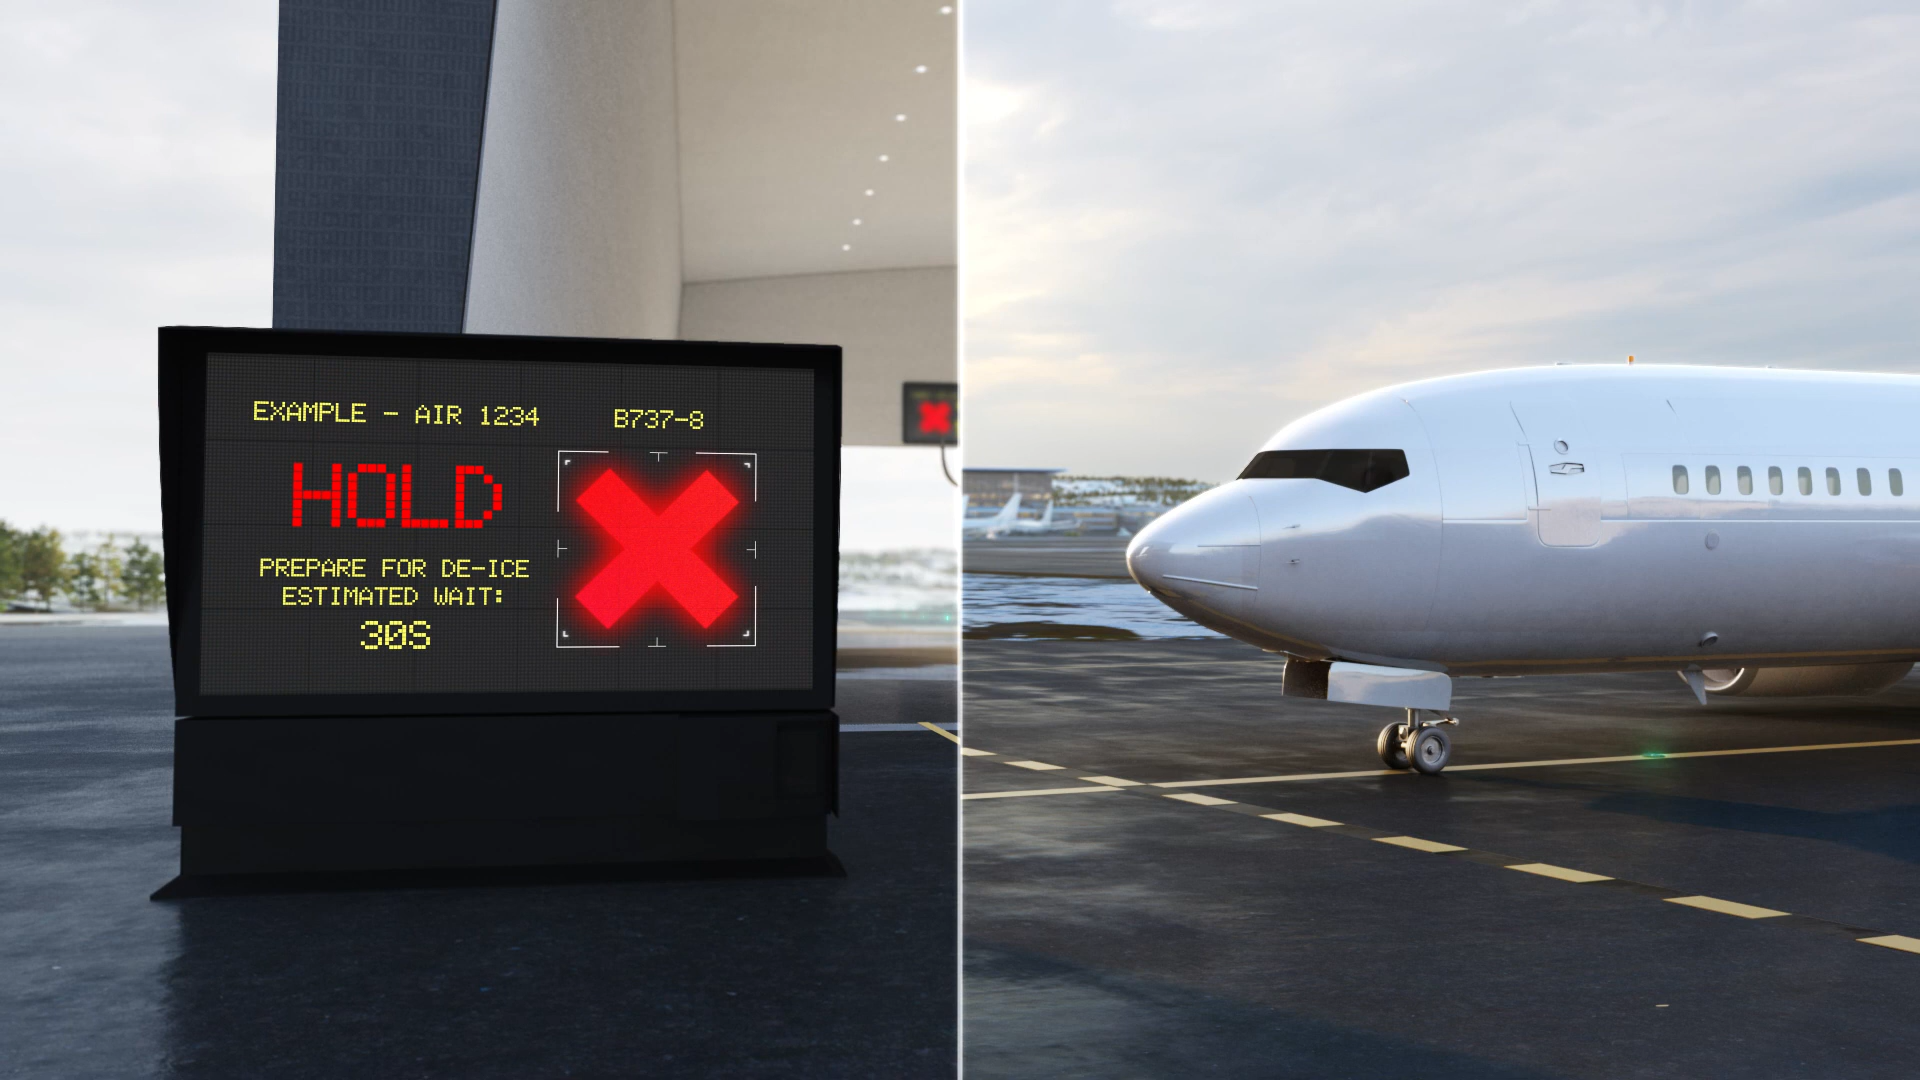 EXAMPLE - AIR 1234 B737-8
HOLD
PREPARE FOR DE-ICE
ESTIMATED WAIT:
30S